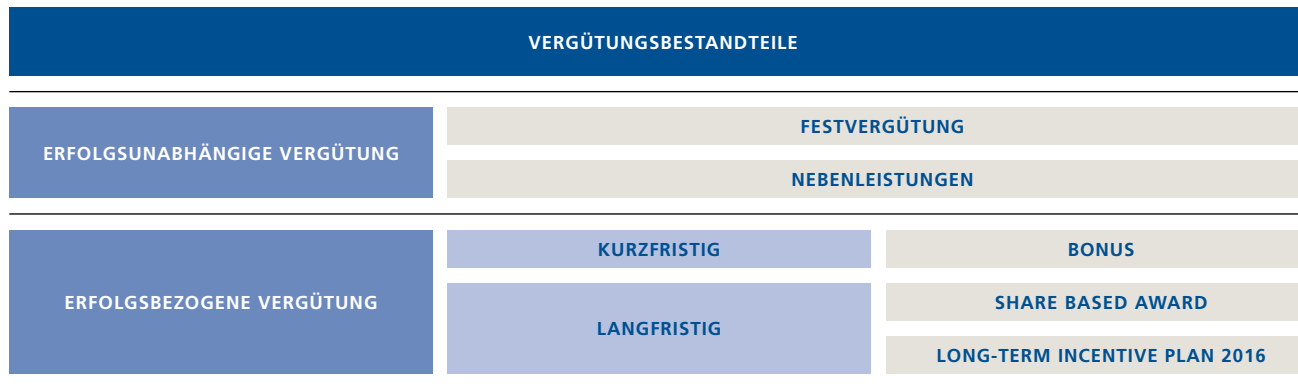 VERGÜTUNGSBESTANDTEILE
ERFOLGSUNABHÄNGIGE VERGÜTUNG
FESTVERGÜTUNG
NEBENLEISTUNGEN
ERFOLGSBEZOGENE VERGÜTUNG
KURZFRISTIG
BONUS
LANGFRISTIG
SHARE BASED AWARD
LONG-TERM INCENTIVE PLAN 2016